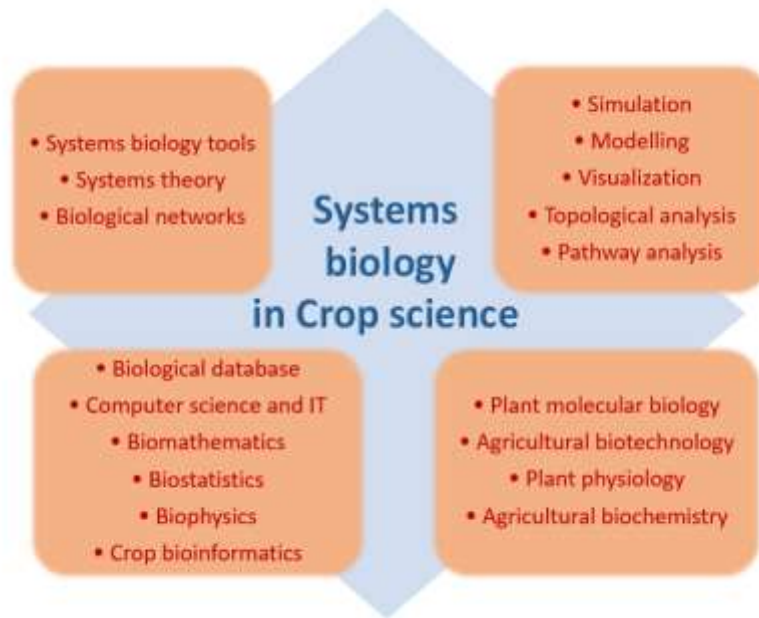 • Systems biology tools
• Systems theory
• Biological networks
• Simulation
• Modelling
• Visualization
• Topological analysis
• Pathway analysis
Systems
biology
in Crop science
• Biological database
• Computer science and IT
• Biomathematics
• Biostatistics
• Biophysics
• Crop bioinformatics
• Plant molecular biology
• Agricultural biotechnology
• Plant physiology
• Agricultural biochemistry